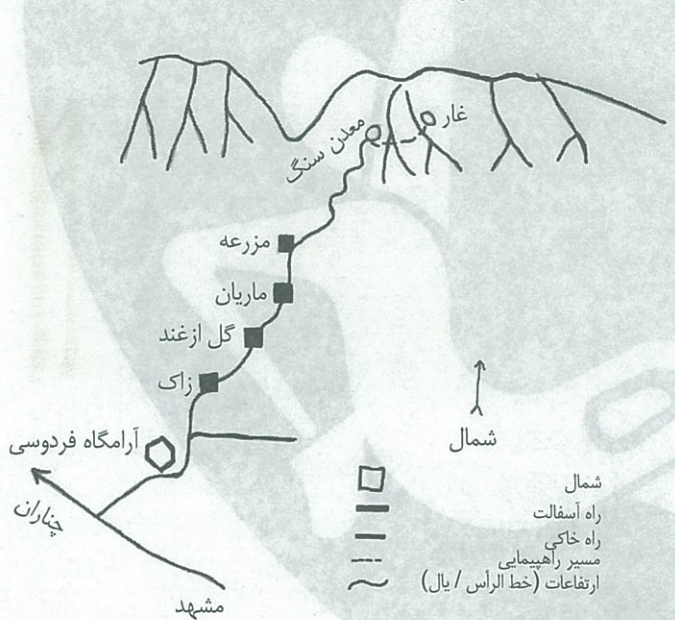 غار
معدن سنگ
مزرعه
ماریان
گل ازغند
زاک
آرامگاه فردوسی
چناران
مشهد
شمال
شمال
راه آسفالت
راه خاکی
مسیر راهپیمایی
ارتفاعات (خط الرأس / یال)